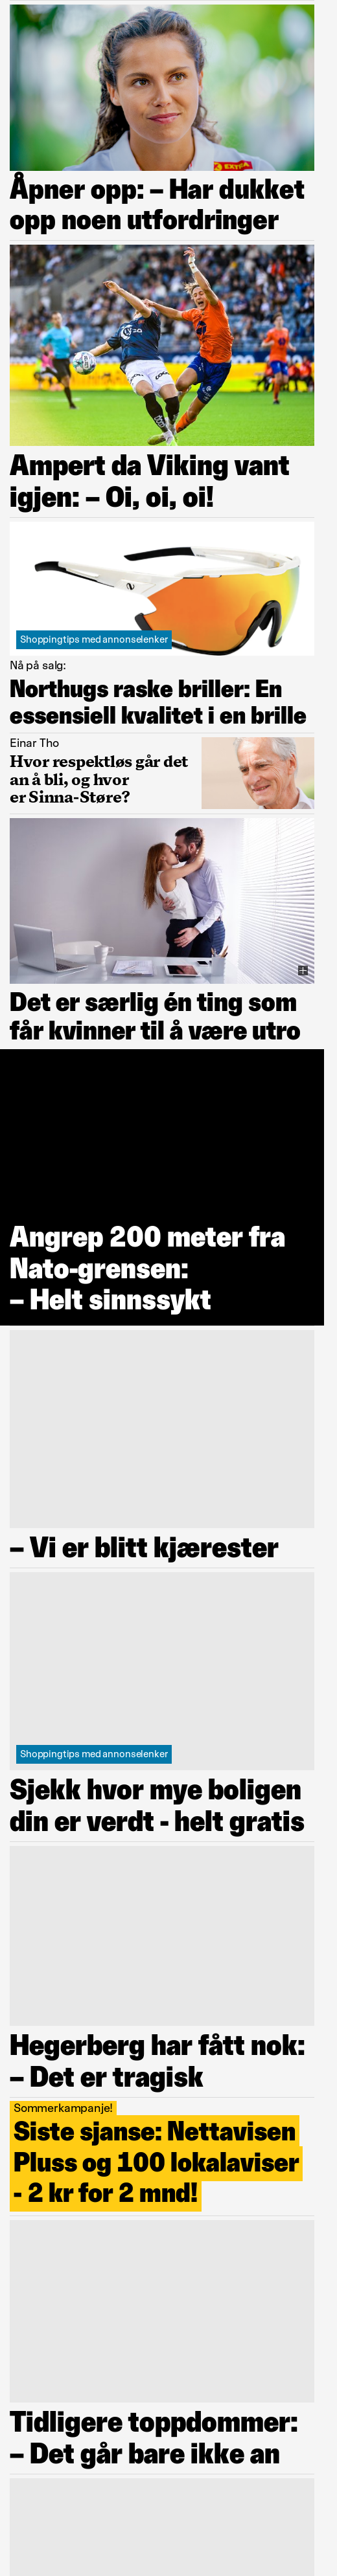 EXTRA
Åpner opp: – Har dukket
opp noen utfordringer
Ampert da Viking vant
igjen: – Oi, oi, oi!
Shoppingtips med annonselenker
Nå på salg:
Northugs raske briller: En
essensiell kvalitet i en brille
Einar Tho
Hvor respektløs går det
an å bli, og hvor
er Sinna-Støre?
Det er særlig én ting som
får kvinner til å være utro
Angrep 200 meter fra
Nato-grensen:
– Helt sinnssykt
– Vi er blitt kjærester
Shoppingtips med annonselenker
Sjekk hvor mye boligen
din er verdt - helt gratis
Hegerberg har fått nok:
– Det er tragisk
Sommerkampanje!
Siste sjanse: Nettavisen
Pluss og 100 lokalaviser
- 2 kr for 2 mnd!
Tidligere toppdommer:
– Det går bare ikke an